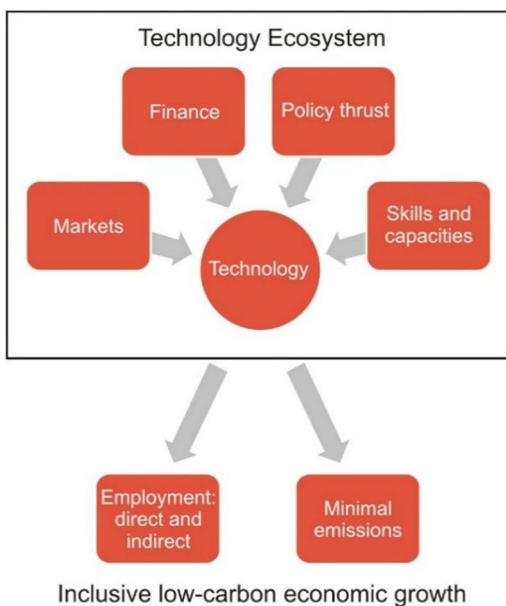 Technology Ecosystem
Finance
Policy thrust
Markets
Skills and
capacities
Technology
Employment:
direct and
indirect
Minimal
emissions
Inclusive low-carbon economic growth